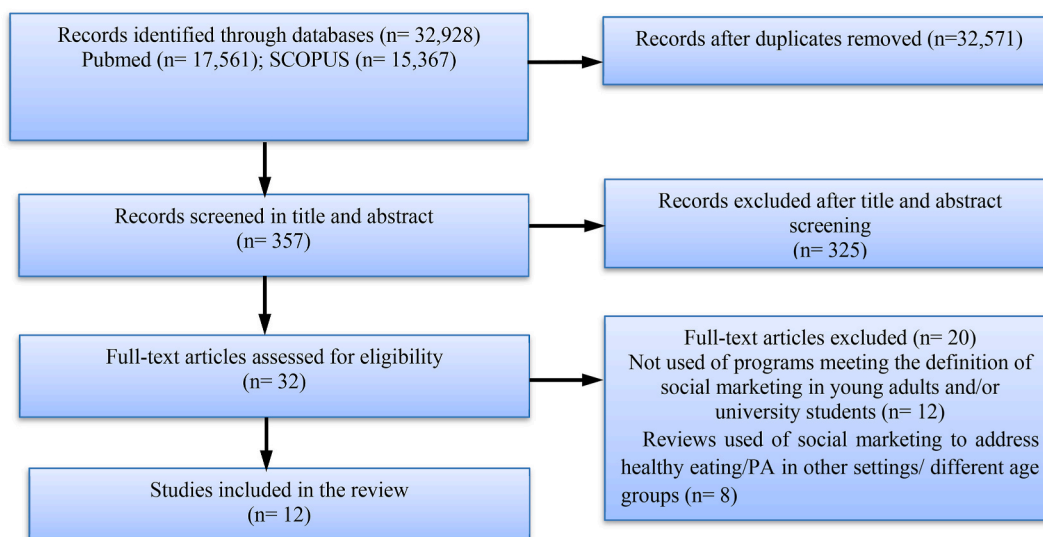 Records identified through databases (n= 32,928)
Pubmed (n= 17,561); SCOPUS (n= 15,367)
Records after duplicates removed (n=32,571)
Records screened in title and abstract
(n= 357)
Records excluded after title and abstract
screening
(n= 325)
Full-text articles assessed for eligibility
(n= 32)
Full-text articles excluded (n= 20)
Not used of programs meeting the definition of
social marketing in young adults and/or
university students (n= 12)
Reviews used of social marketing to address
healthy eating/PA in other settings/ different age
groups (n= 8)
Studies included in the review
(n= 12)